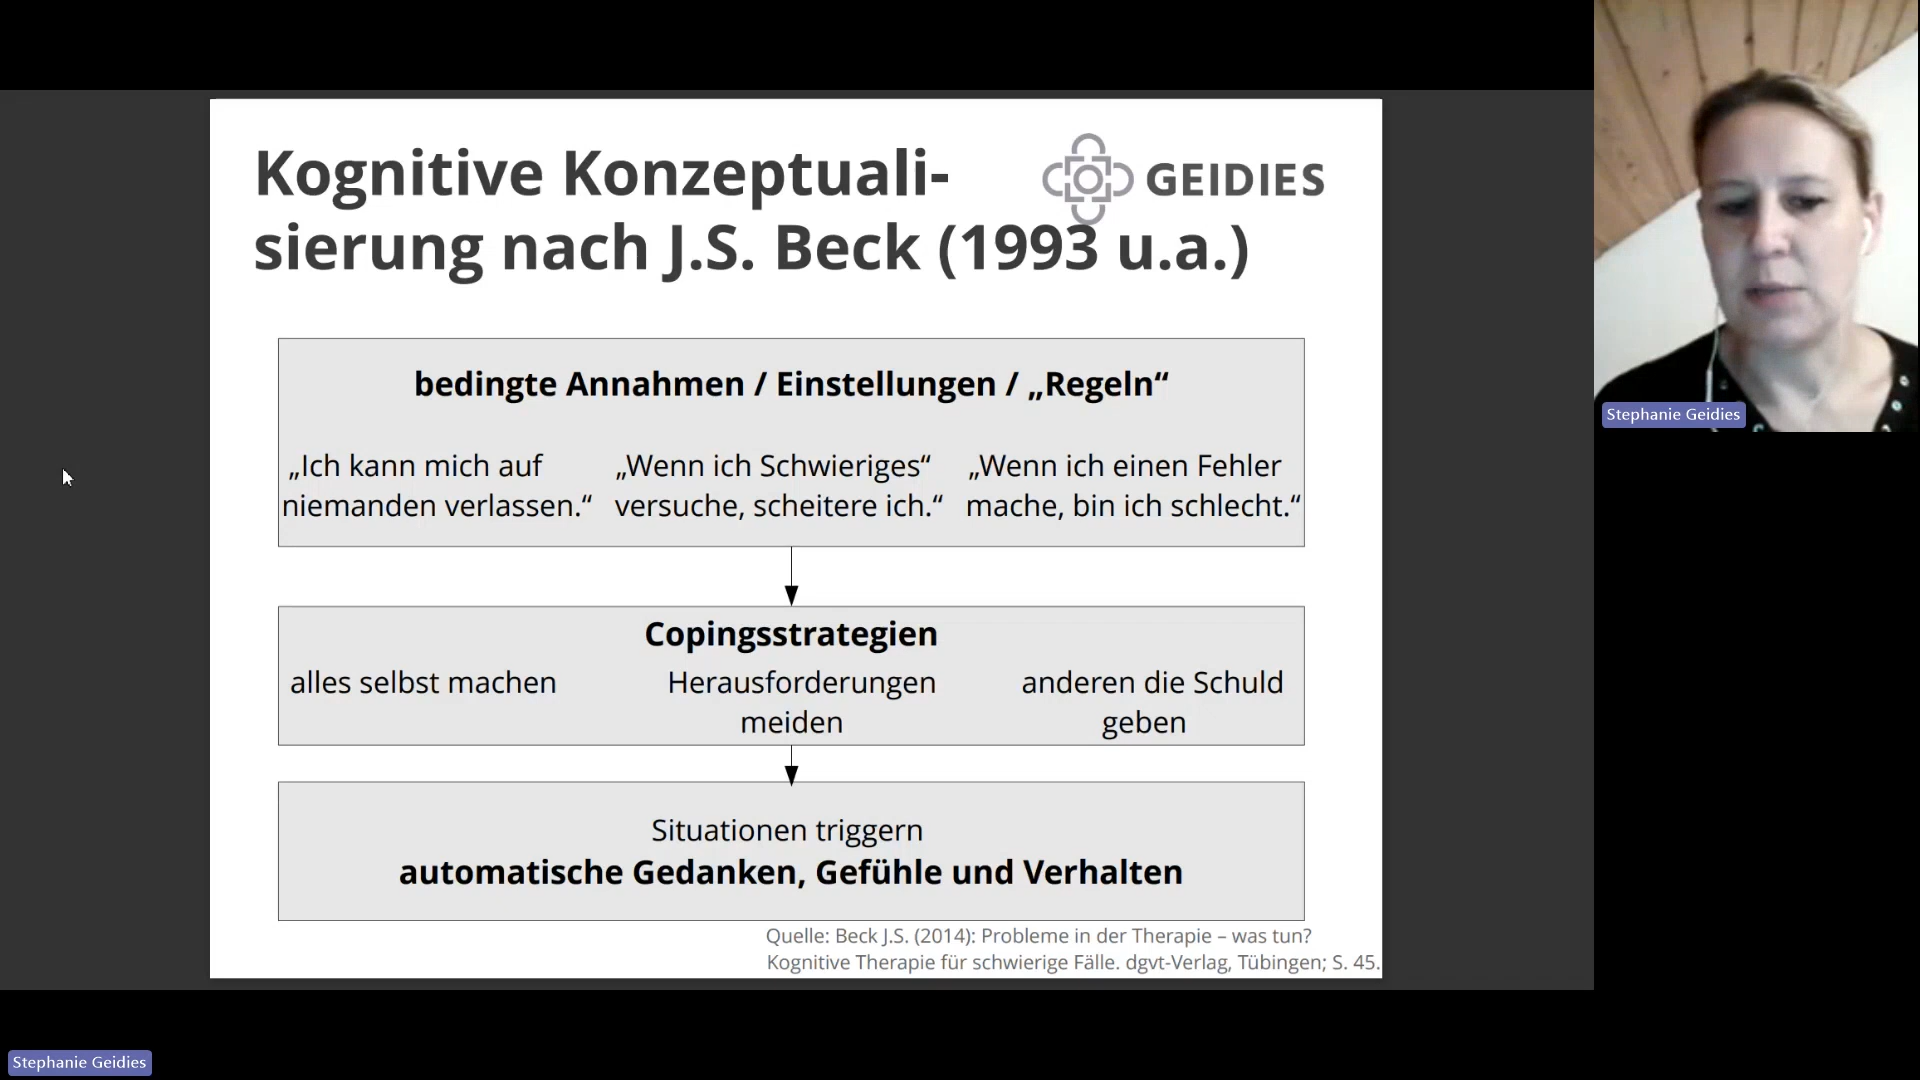 Kognitive Konzeptuali-
GEIDIES
sierung nach J.S. Beck (1993 u.a.)
bedingte Annahmen / Einstellungen / „Regeln“
„Ich kann mich auf
niemanden verlassen.“
„Wenn ich Schwieriges“
versuche, scheitere ich.“
„Wenn ich einen Fehler
mache, bin ich schlecht.“
Copingsstrategien
alles selbst machen
Herausforderungen
meiden
anderen die Schuld
geben
Situationen triggern
automatische Gedanken, Gefühle und Verhalten
Quelle: Beck J.S. (2014): Probleme in der Therapie – was tun?
Kognitive Therapie für schwierige Fälle. dgvt-Verlag, Tübingen; S. 45.
Stephanie Geidies
Stephanie Geidies